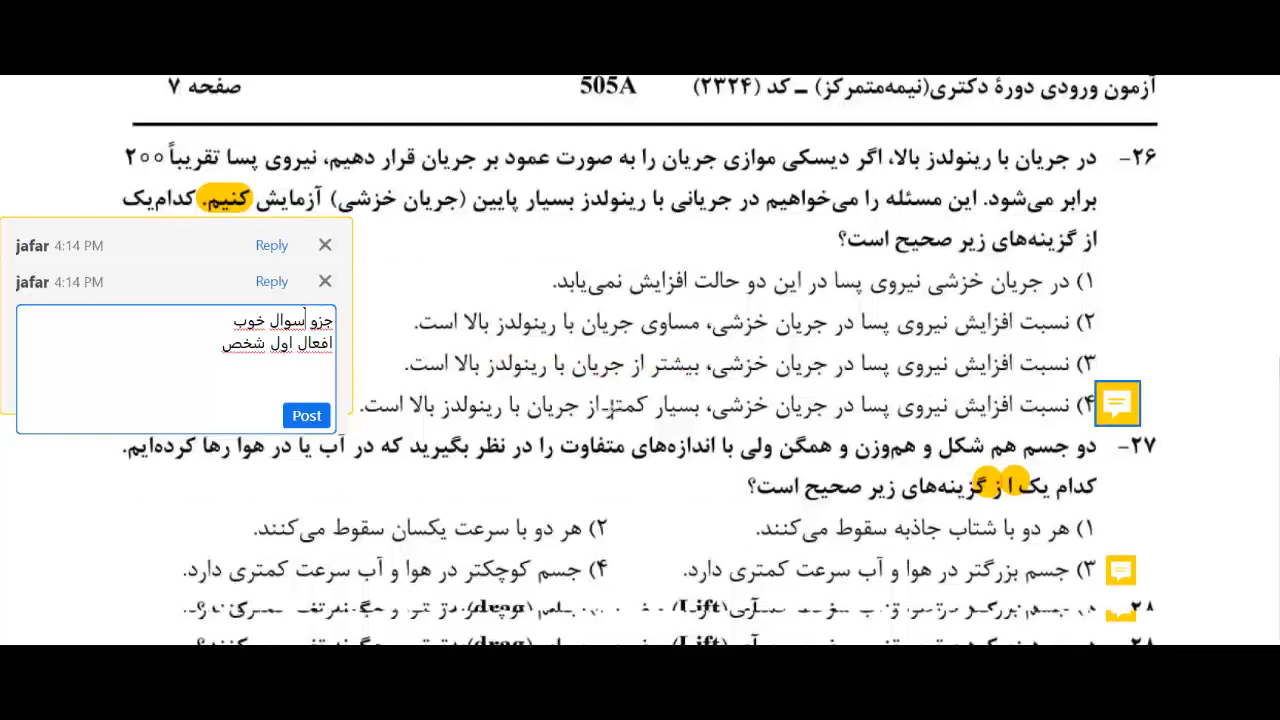 آزمون ورودی دورهٔ دکتری(نیمه‌متمرکز) ـ کد (۲۳۲۴) 505A صفحه ۷
۲۶- در جریان با رینولدز بالا، اگر دیسکی موازی جریان را به صورت عمود بر جریان قرار دهیم، نیروی پسا تقریباً ۲۰۰
برابر می‌شود. این مسئله را می‌خواهیم در جریانی با رینولدز بسیار پایین (جریان خزشی) آزمایش کنیم. کدام‌یک
از گزینه‌های زیر صحیح است؟
۱) در جریان خزشی نیروی پسا در این دو حالت افزایش نمی‌یابد.
۲) نسبت افزایش نیروی پسا در جریان خزشی، مساوی جریان با رینولدز بالا است.
۳) نسبت افزایش نیروی پسا در جریان خزشی، بیشتر از جریان با رینولدز بالا است.
۴) نسبت افزایش نیروی پسا در جریان خزشی، بسیار کمتر از جریان با رینولدز بالا است.
jafar 4:14 PM Reply
jafar 4:14 PM Reply
جزو سوال خوب
افعال اول شخص
Post
۲۷- دو جسم هم شکل و هم‌وزن و همگن ولی با اندازه‌های متفاوت را در نظر بگیرید که در آب یا در هوا رها کرده‌ایم.
کدام یک از گزینه‌های زیر صحیح است؟
۱) هر دو با شتاب جاذبه سقوط می‌کنند. ۲) هر دو با سرعت یکسان سقوط می‌کنند.
۳) جسم بزرگتر در هوا و آب سرعت کمتری دارد. ۴) جسم کوچکتر در هوا و آب سرعت کمتری دارد.
(Lift) (drag)
۲۸- (Lift) (drag)